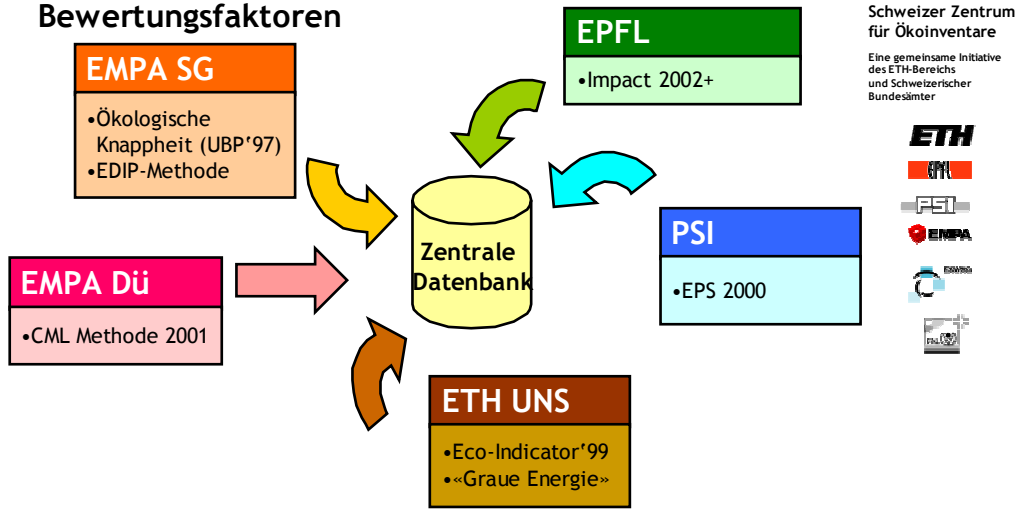 Bewertungsfaktoren
EMPA SG
•Ökologische
Knappheit (UBP‘97)
•EDIP-Methode
EPFL
•Impact 2002+
Schweizer Zentrum
für Ökoinventare
Eine gemeinsame Initiative
des ETH-Bereichs
und Schweizerischer
Bundesämter
ETH
EPFL
PSI
EMPA
Zentrale
Datenbank
PSI
•EPS 2000
EMPA Dü
•CML Methode 2001
ETH UNS
•Eco-Indicator‘99
•«Graue Energie»